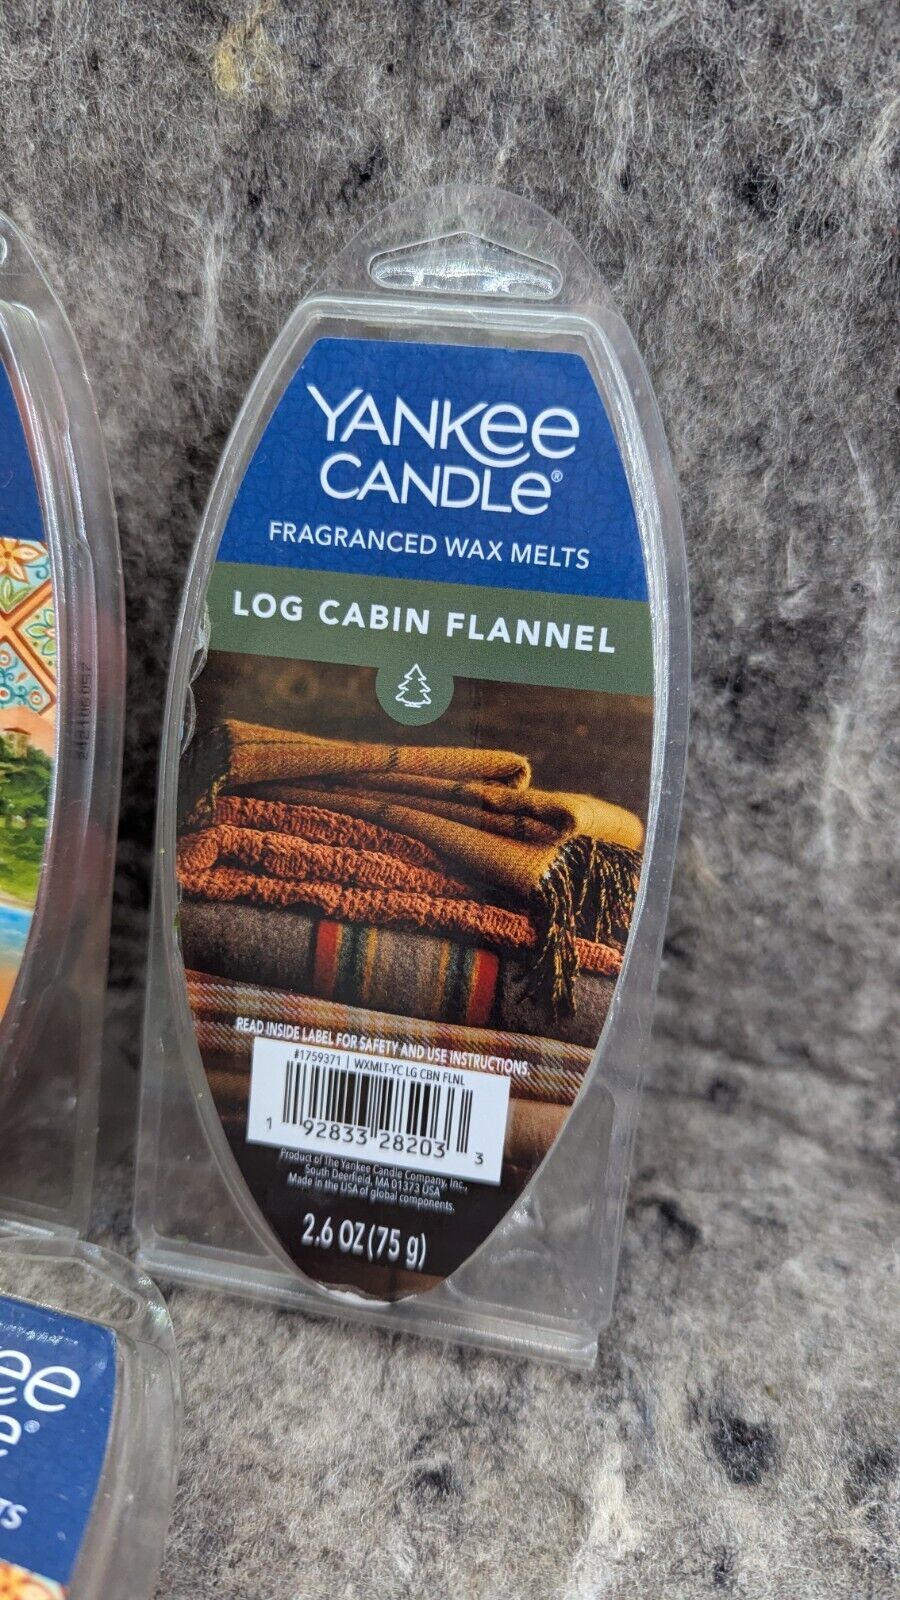 YANKEE
CANDLE®
FRAGRANCED WAX MELTS
LOG CABIN FLANNEL
READ INSIDE LABEL FOR SAFETY AND USE INSTRUCTIONS.
#1759371 | WXMLT-YC LG CBN FLNL
1 92833 28203 3
Product of The Yankee Candle Company, Inc.,
South Deerfield, MA 01373 USA
Made in the USA of global components.
2.6 OZ (75 g)
ee
e®
TS